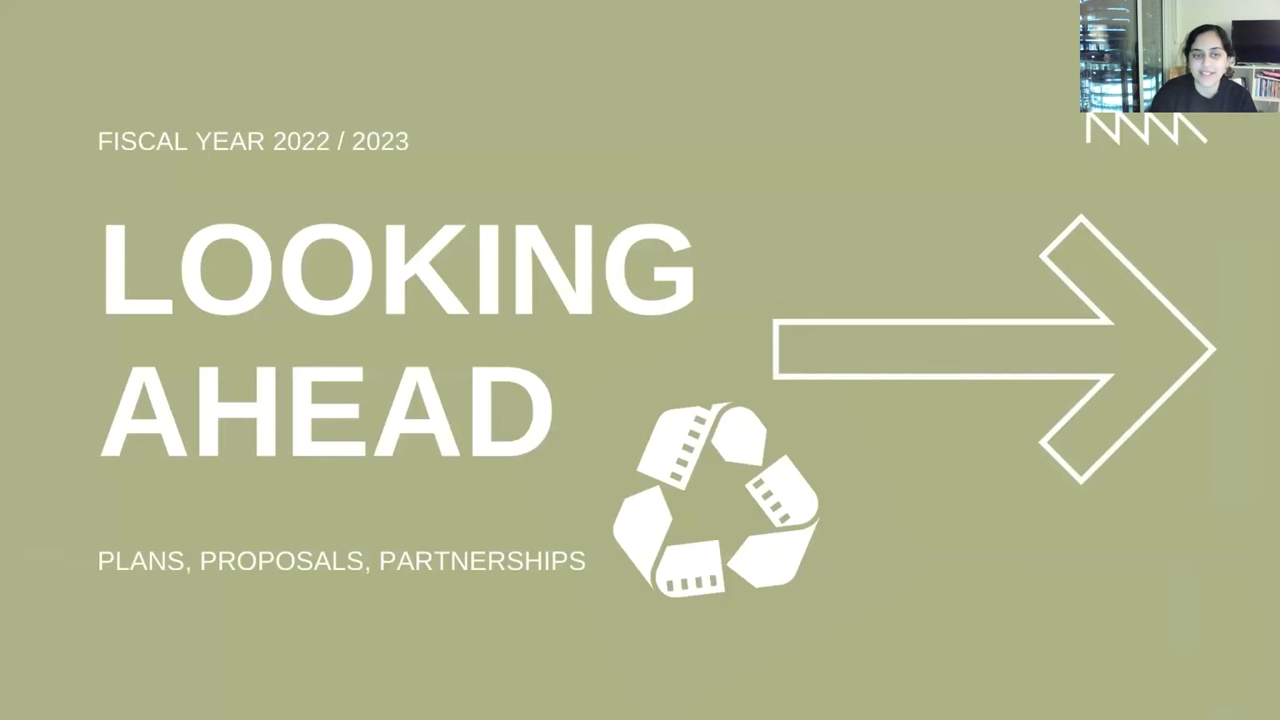 FISCAL YEAR 2022 / 2023
LOOKING
AHEAD
PLANS, PROPOSALS, PARTNERSHIPS